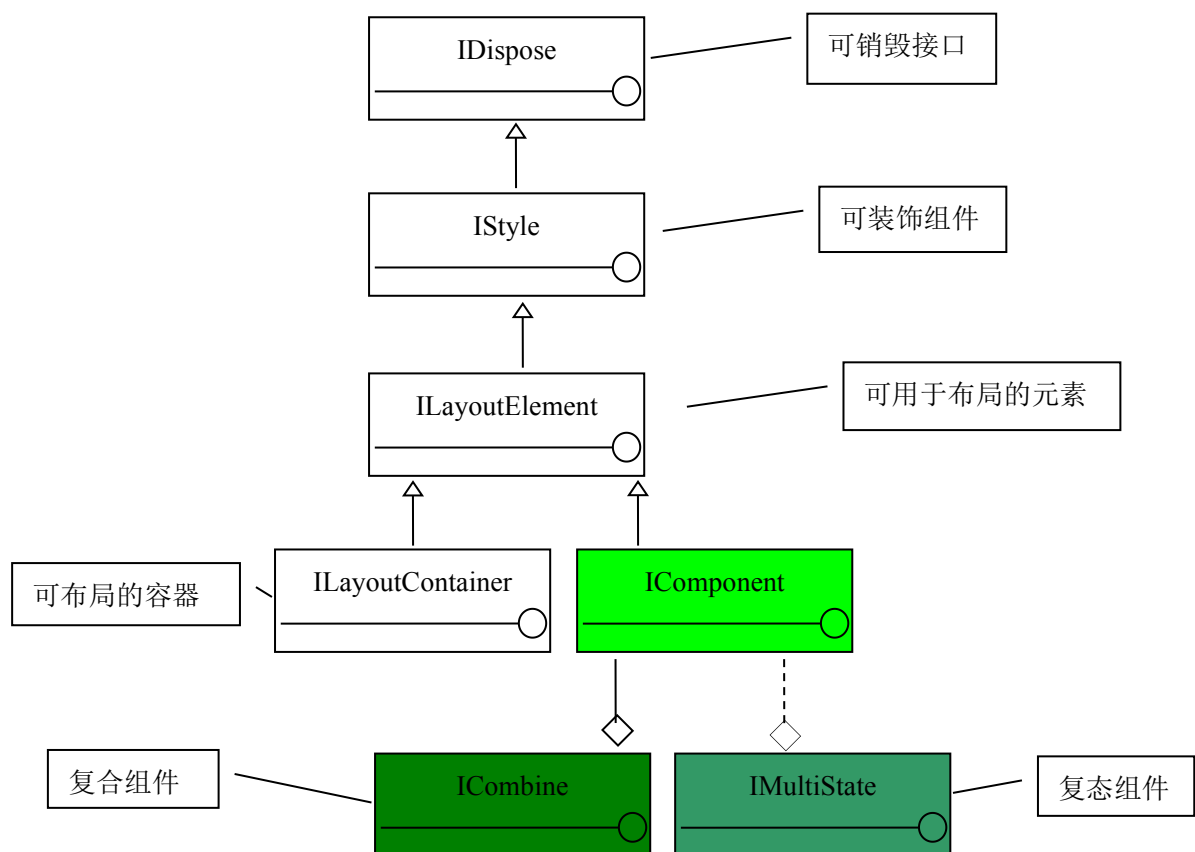 IDispose
可销毁接口
IStyle
可装饰组件
ILayoutElement
可用于布局的元素
可布局的容器
ILayoutContainer
IComponent
复合组件
ICombine
IMultiState
复态组件